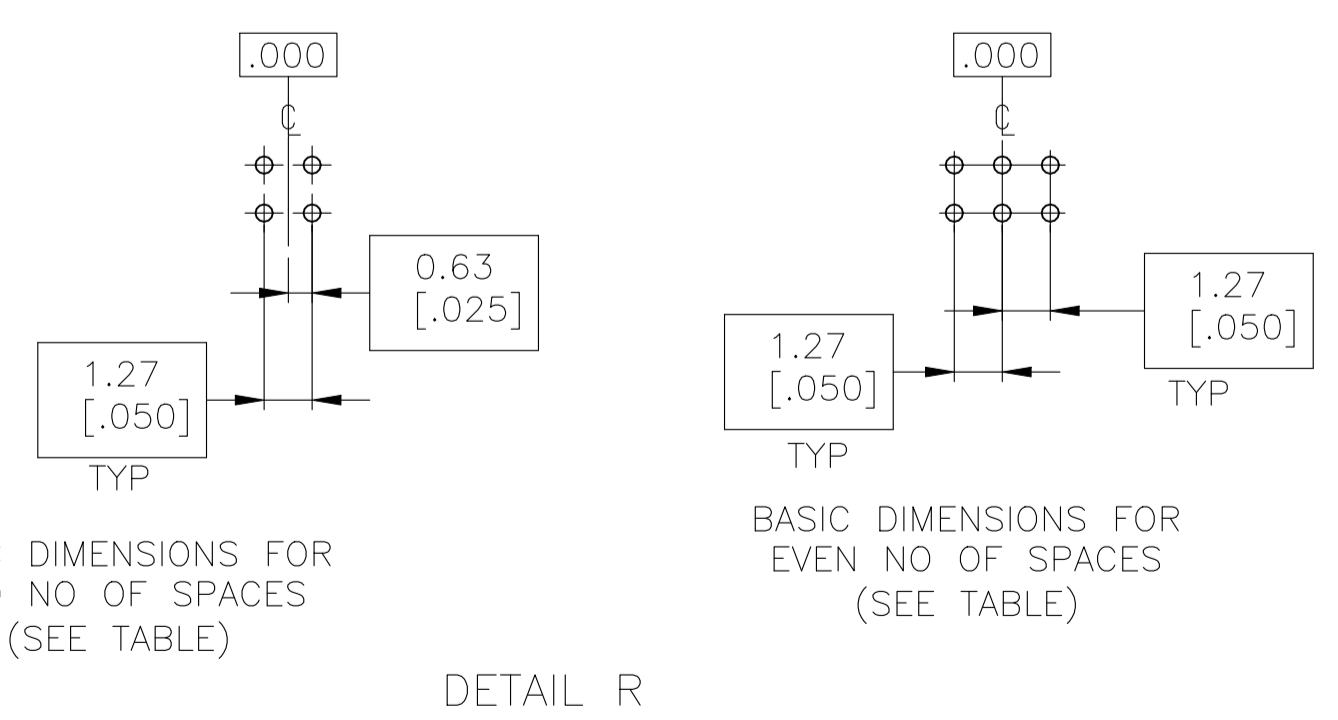 .000
℄
0.63
[.025]
1.27
[.050]
TYP
DIMENSIONS FOR
NO OF SPACES
(SEE TABLE)
.000
℄
1.27
[.050]
TYP
1.27
[.050]
TYP
BASIC DIMENSIONS FOR
EVEN NO OF SPACES
(SEE TABLE)
DETAIL R